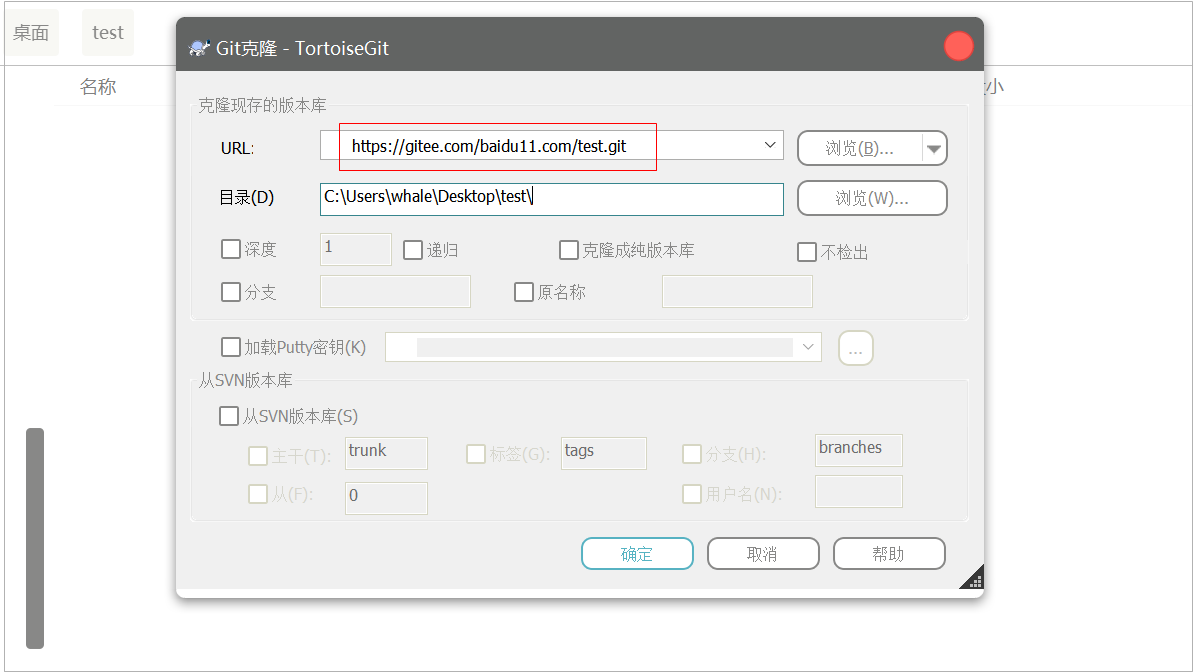 桌面 test
Git克隆 - TortoiseGit
名称
小
克隆现存的版本库
URL: https://gitee.com/baidu11.com/test.git 浏览(B)...
目录(D) C:\Users\whale\Desktop\test\ 浏览(W)...
深度 1 递归 克隆成纯版本库 不检出
分支 原名称
加载Putty密钥(K) ...
从SVN版本库
从SVN版本库(S)
主干(T): trunk 标签(G): tags 分支(H): branches
从(F): 0 用户名(N):
确定 取消 帮助